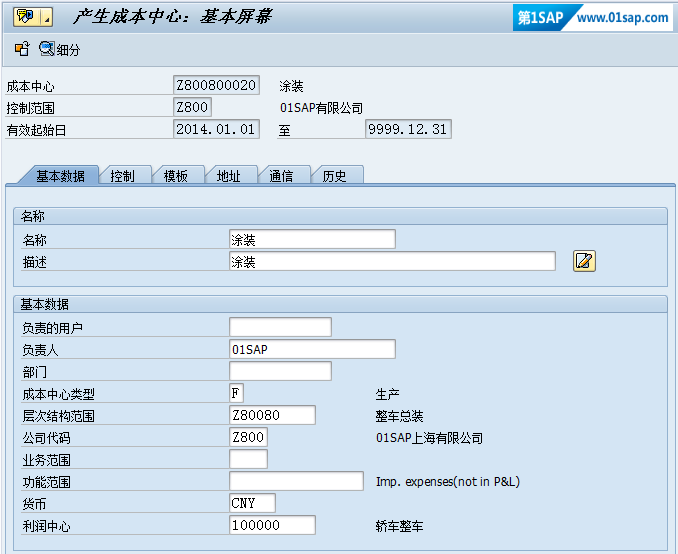 产生成本中心：基本屏幕
第1SAP www.01sap.com
细分
成本中心 Z800800020 涂装
控制范围 Z800 01SAP有限公司
有效起始日 2014.01.01 至 9999.12.31
基本数据 控制 模板 地址 通信 历史
名称
名称 涂装
描述 涂装
基本数据
负责的用户
负责人 01SAP
部门
成本中心类型 F 生产
层次结构范围 Z80080 整车总装
公司代码 Z800 01SAP上海有限公司
业务范围
功能范围 Imp. expenses(not in P&L)
货币 CNY
利润中心 100000 轿车整车